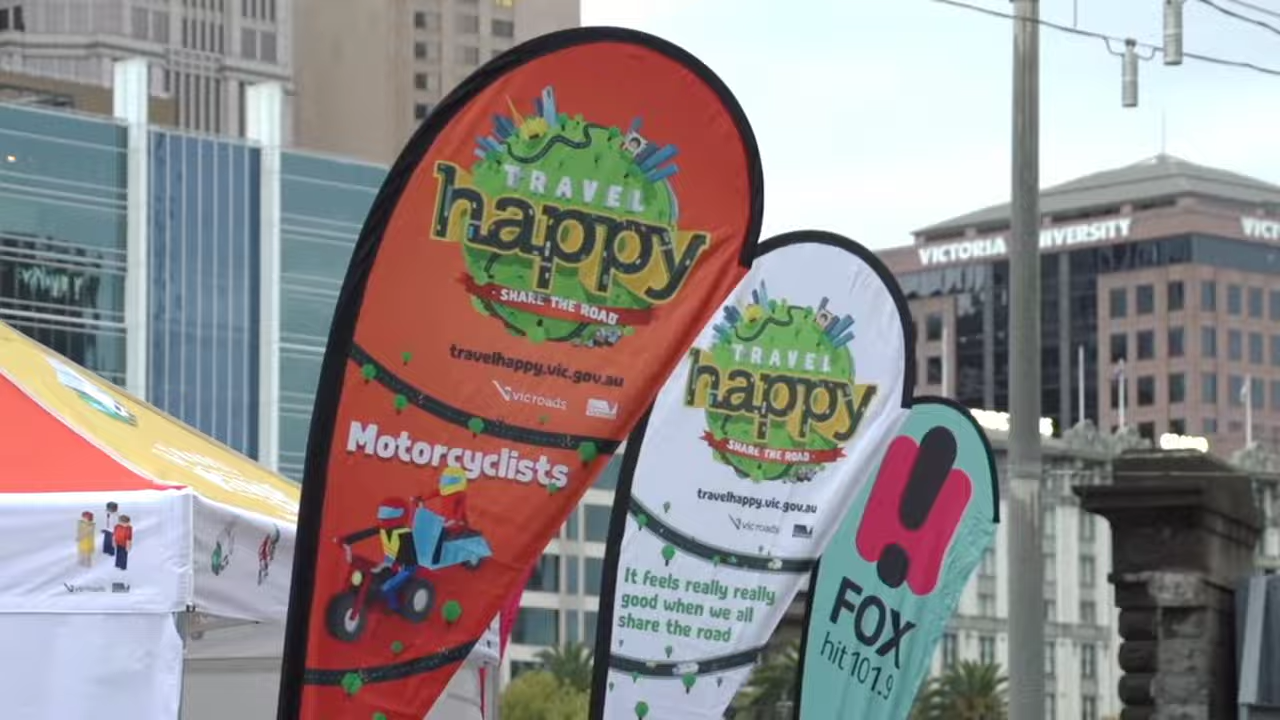 TRAVEL
happy
· SHARE THE ROAD ·
travelhappy.vic.gov.au
vicroads
Motorcyclists
TRAVEL
happy
· SHARE THE ROAD ·
travelhappy.vic.gov.au
vicroads
It feels really really
good when we all
share the road
FOX
hit 101.9
VICTORIA UNIVERSITY
VICT
vicroads